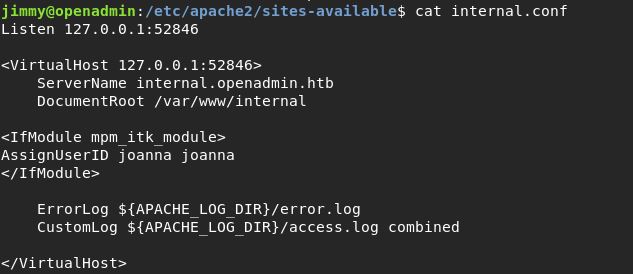 jimmy@openadmin:/etc/apache2/sites-available$ cat internal.conf
Listen 127.0.0.1:52846

<VirtualHost 127.0.0.1:52846>
    ServerName internal.openadmin.htb
    DocumentRoot /var/www/internal

<IfModule mpm_itk_module>
AssignUserID joanna joanna
</IfModule>

    ErrorLog ${APACHE_LOG_DIR}/error.log
    CustomLog ${APACHE_LOG_DIR}/access.log combined

</VirtualHost>